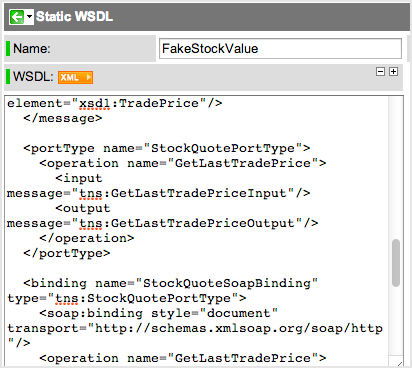 Static WSDL
Name: FakeStockValue
WSDL: XML
element="xsd1:TradePrice"/>
</message>
<portType name="StockQuotePortType">
<operation name="GetLastTradePrice">
<input
message="tns:GetLastTradePriceInput"/>
<output
message="tns:GetLastTradePriceOutput"/>
</operation>
</portType>
<binding name="StockQuoteSoapBinding"
type="tns:StockQuotePortType">
<soap:binding style="document"
transport="http://schemas.xmlsoap.org/soap/http
"/>
<operation name="GetLastTradePrice">